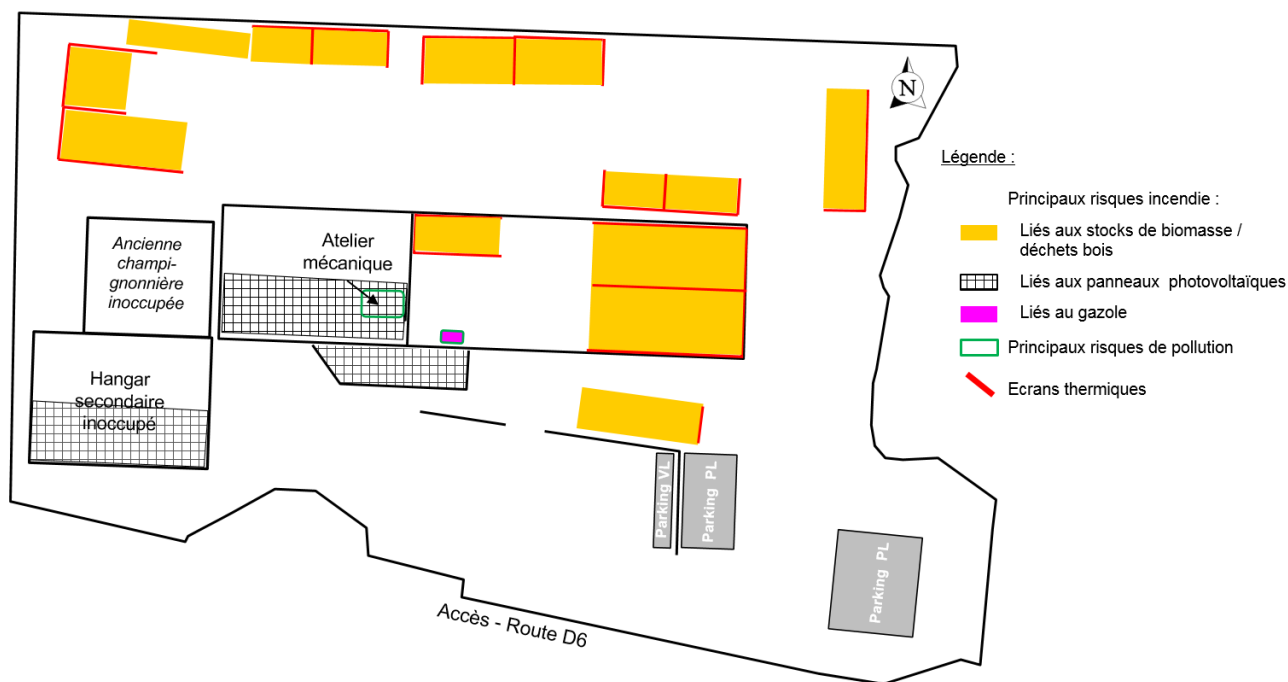 N
Légende :
Principaux risques incendie :
Liés aux stocks de biomasse /
déchets bois
Liés aux panneaux photovoltaïques
Liés au gazole
Principaux risques de pollution
Ecrans thermiques
Ancienne
champi-
gnonnière
inoccupée
Atelier
mécanique
Hangar
secondaire
inoccupé
Parking VL
Parking PL
Parking PL
Accès - Route D6